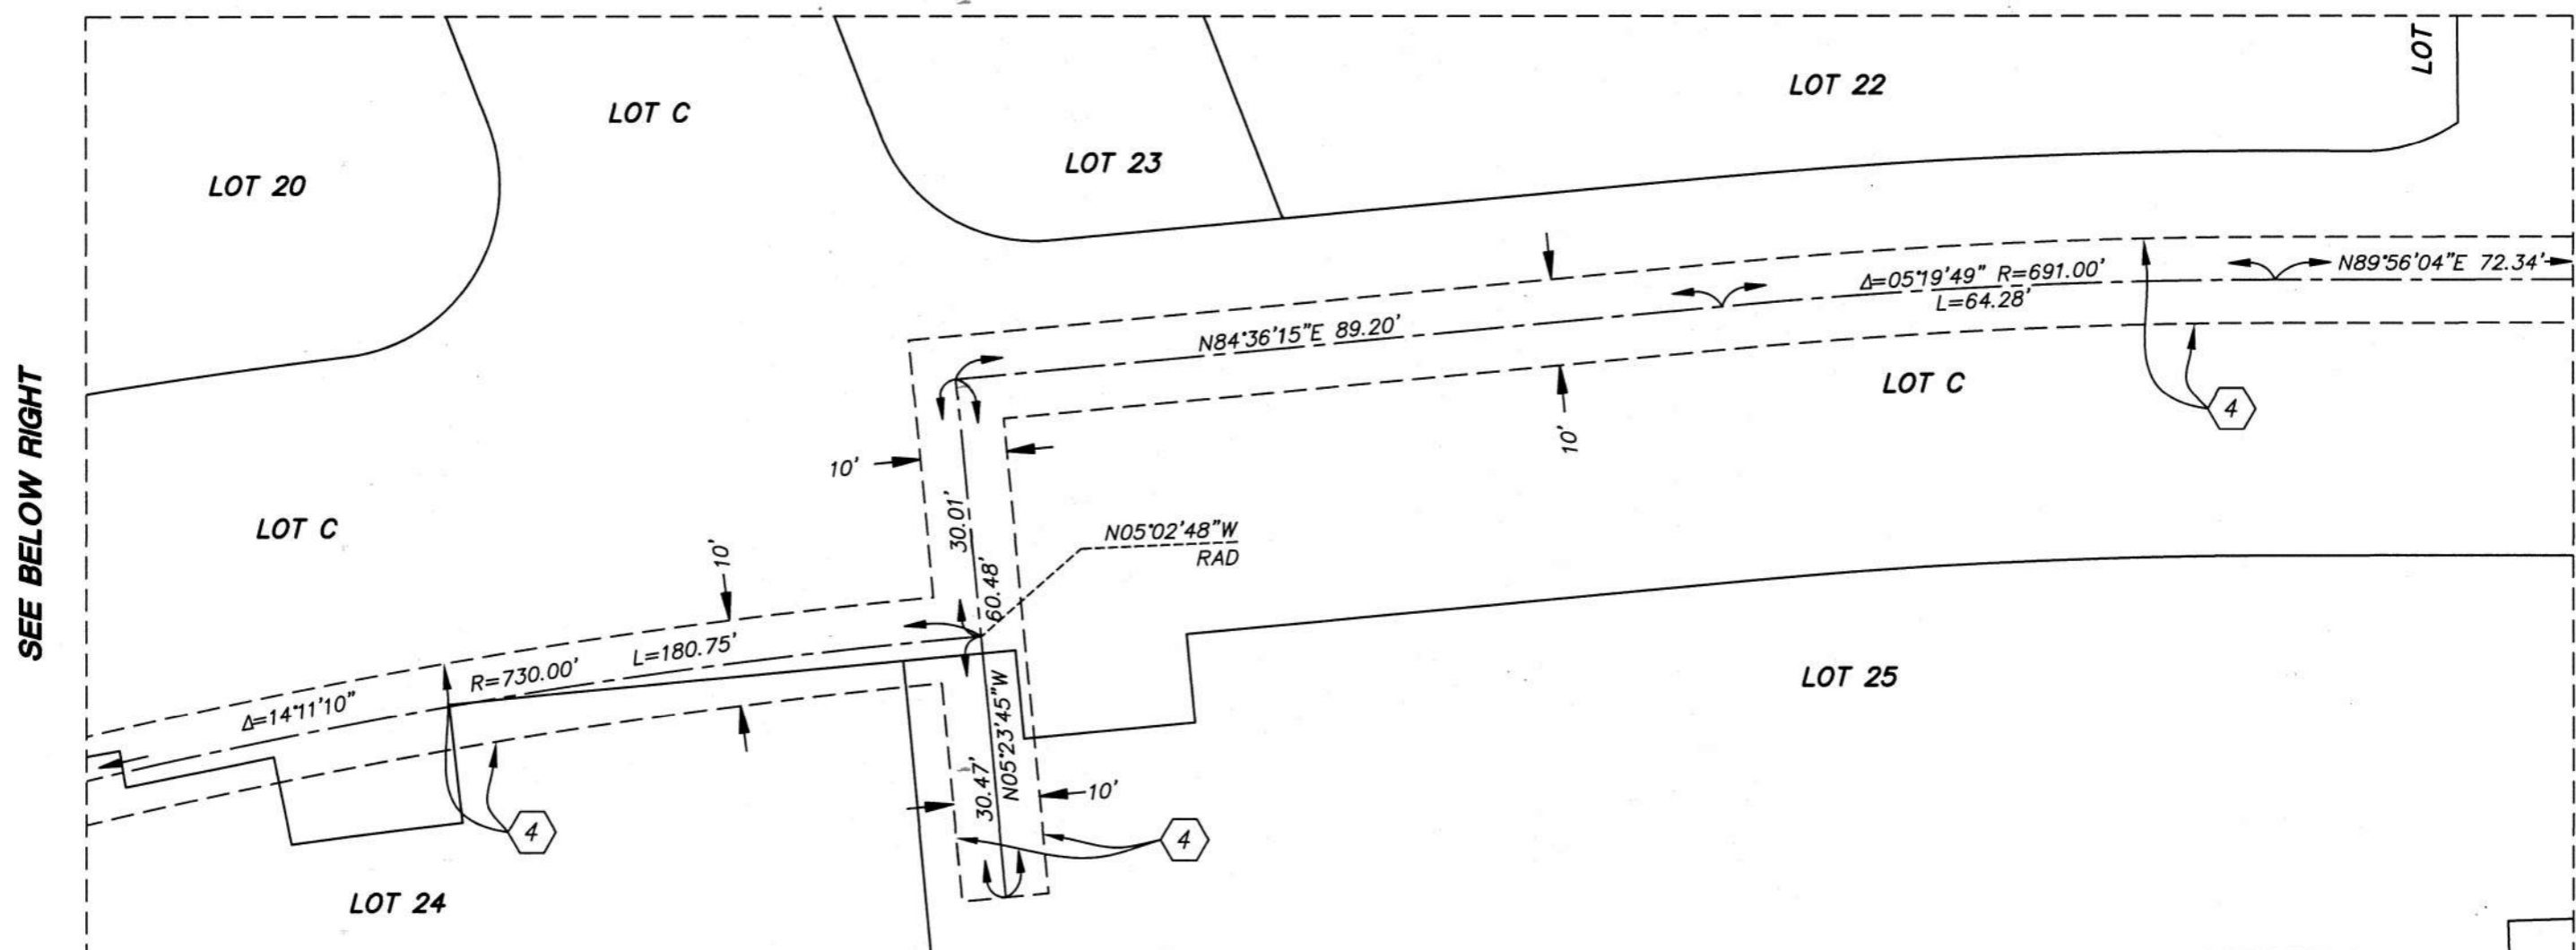 LOT
LOT 22
LOT C
LOT 23
LOT 20
N89°56'04"E 72.34'
Δ=05°19'49" R=691.00'
L=64.28'
N84°36'15"E 89.20'
LOT C
4
10'
10'
SEE BELOW RIGHT
LOT C
30.01'
N05°02'48"W
RAD
10'
60.48'
L=180.75'
R=730.00'
Δ=14°11'10"
LOT 25
N05°23'45"W
30.47'
10'
4
4
LOT 24